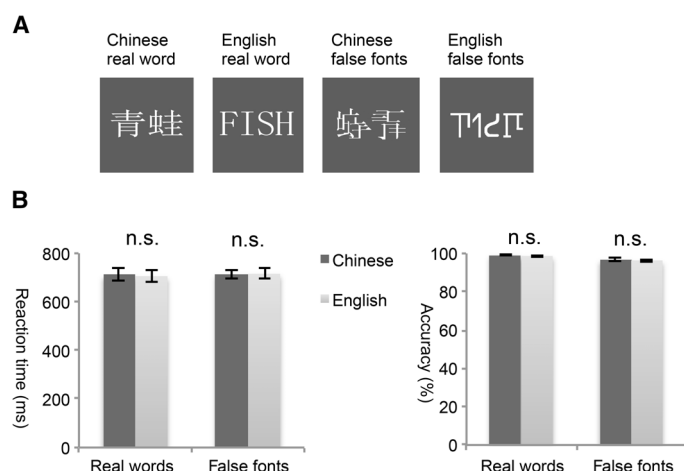 A
Chinese real word
English real word
Chinese false fonts
English false fonts
青蛙
FISH
B
n.s.
n.s.
800
600
400
200
0
Reaction time (ms)
Real words
False fonts
Chinese
English
n.s.
n.s.
100
80
60
40
20
0
Accuracy (%)
Real words
False fonts